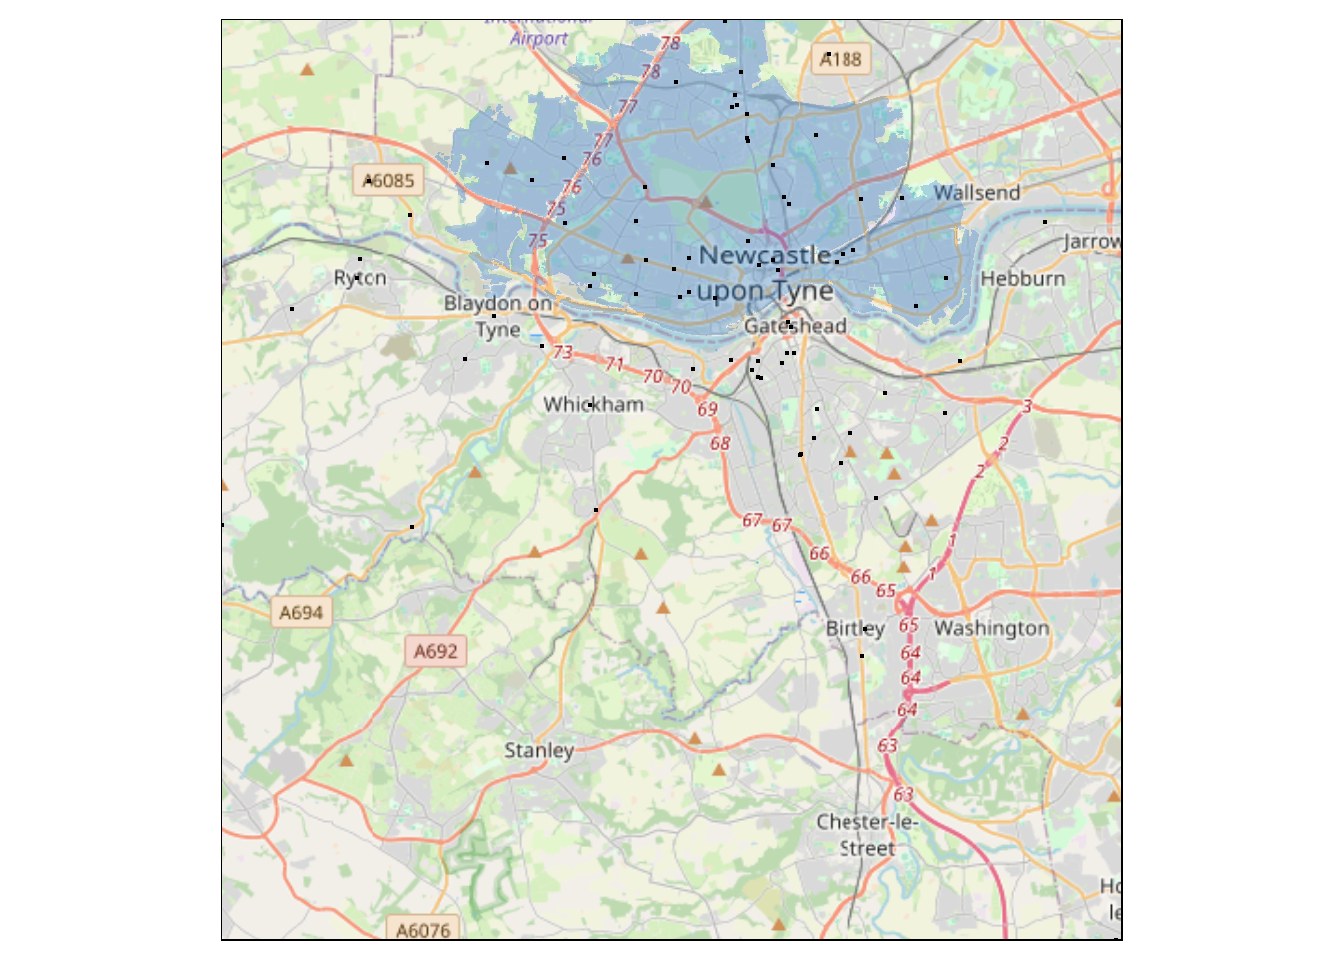 International
Airport
78
A188
78
77
77
76
A6085
76
Wallsend
75
75
Jarrow
Newcastle
Ryton
Hebburn
upon Tyne
Blaydon on
Tyne
Gateshead
73
71
70
70
Whickham
69
3
68
2
2
67
67
1
66
66
1
65
A694
65
Birtley
Washington
A692
64
64
64
63
Stanley
63
Chester-le-
Street
Ho
le
A6076